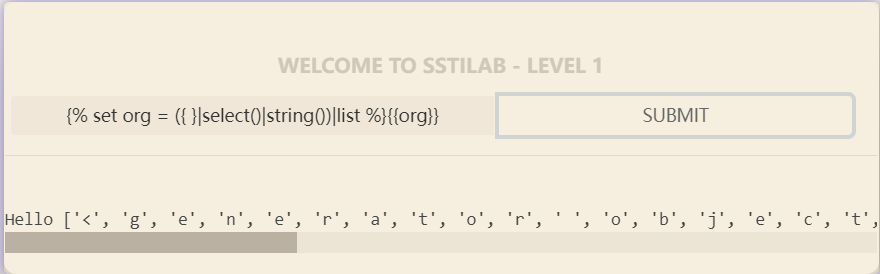 WELCOME TO SSTILAB - LEVEL 1
{% set org = ({ }|select()|string())|list %}{{org}}
SUBMIT
Hello ['<', 'g', 'e', 'n', 'e', 'r', 'a', 't', 'o', 'r', ' ', 'o', 'b', 'j', 'e', 'c', 't',